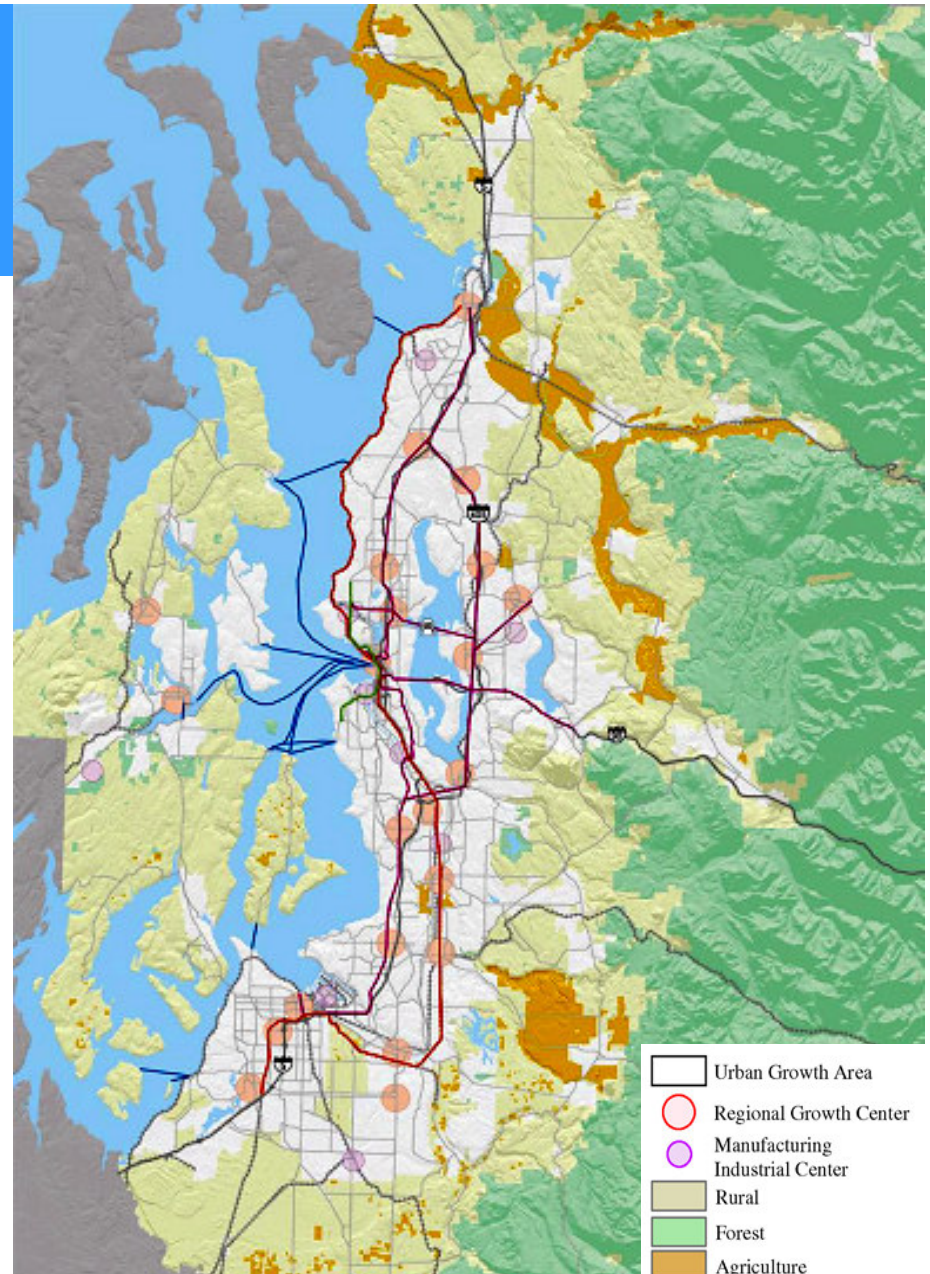 Urban Growth Area
Regional Growth Center
Manufacturing
Industrial Center
Rural
Forest
Agriculture